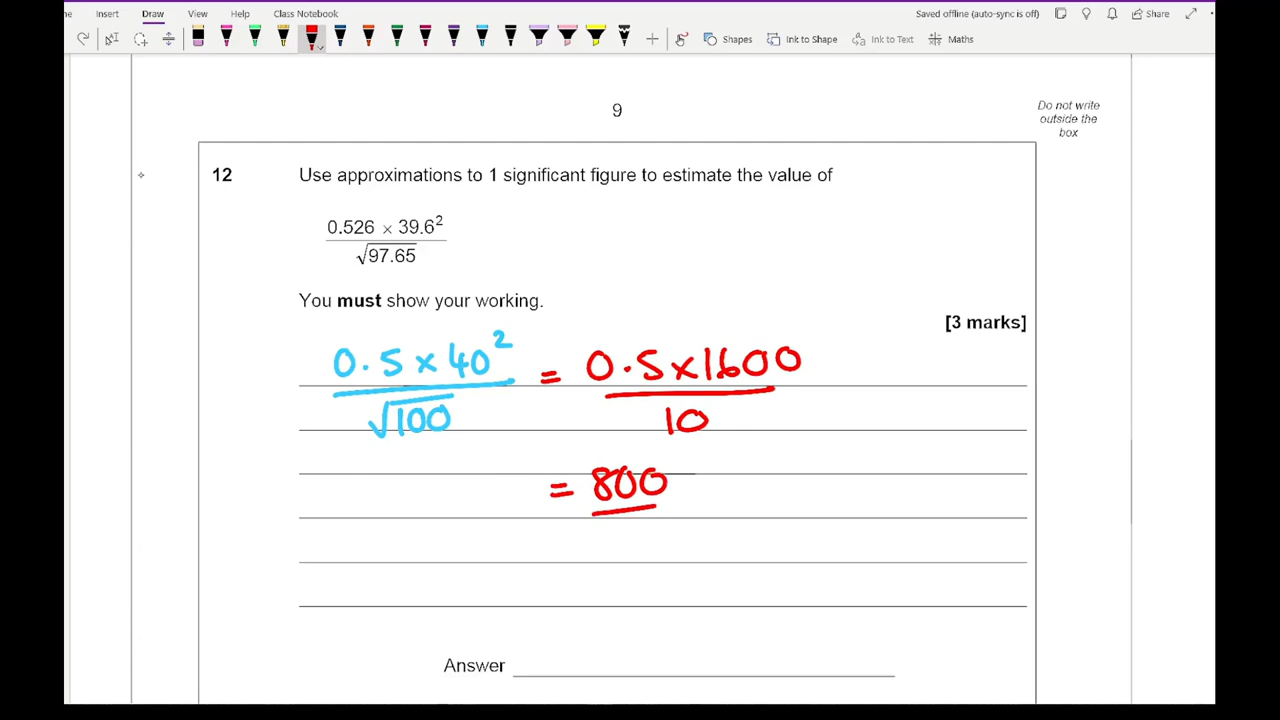 me Insert Draw View Help Class Notebook Saved offline (auto-sync is off) Share
Shapes Ink to Shape Ink to Text Maths
9
Do not write
outside the
box
12 Use approximations to 1 significant figure to estimate the value of
0.526 × 39.6²
√97.65
You must show your working.
[3 marks]
0.5 × 40² = 0.5 × 1600
√100 10
= 800
Answer